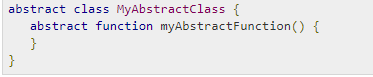 abstract class MyAbstractClass {
   abstract function myAbstractFunction() {
   }
}